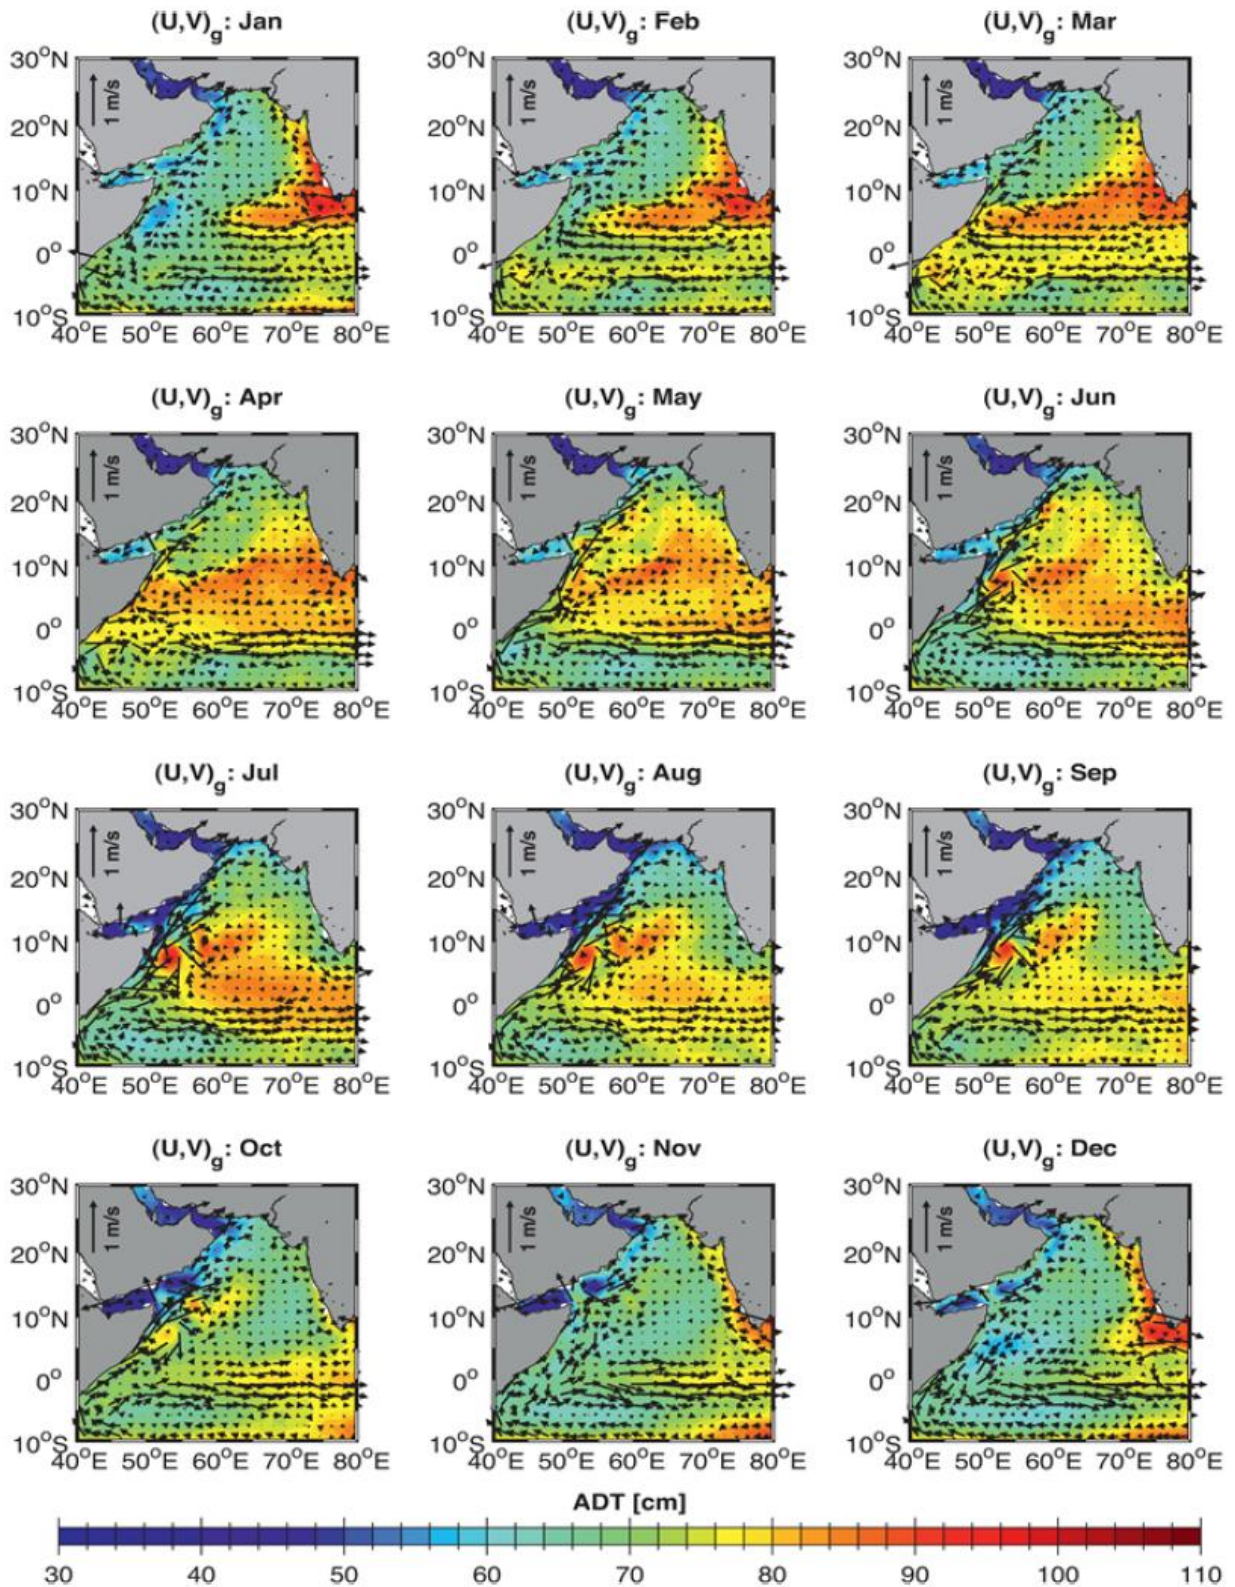 (U,V)g: Jan (U,V)g: Feb (U,V)g: Mar
30°N 30°N 30°N
1 m/s 1 m/s 1 m/s
20°N 20°N 20°N
10°N 10°N 10°N
0° 0° 0°
10°S 10°S 10°S
40°E 50°E 60°E 70°E 80°E 40°E 50°E 60°E 70°E 80°E 40°E 50°E 60°E 70°E 80°E
(U,V)g: Apr (U,V)g: May (U,V)g: Jun
30°N 30°N 30°N
1 m/s 1 m/s 1 m/s
20°N 20°N 20°N
10°N 10°N 10°N
0° 0° 0°
10°S 10°S 10°S
40°E 50°E 60°E 70°E 80°E 40°E 50°E 60°E 70°E 80°E 40°E 50°E 60°E 70°E 80°E
(U,V)g: Jul (U,V)g: Aug (U,V)g: Sep
30°N 30°N 30°N
1 m/s 1 m/s 1 m/s
20°N 20°N 20°N
10°N 10°N 10°N
0° 0° 0°
10°S 10°S 10°S
40°E 50°E 60°E 70°E 80°E 40°E 50°E 60°E 70°E 80°E 40°E 50°E 60°E 70°E 80°E
(U,V)g: Oct (U,V)g: Nov (U,V)g: Dec
30°N 30°N 30°N
1 m/s 1 m/s 1 m/s
20°N 20°N 20°N
10°N 10°N 10°N
0° 0° 0°
10°S 10°S 10°S
40°E 50°E 60°E 70°E 80°E 40°E 50°E 60°E 70°E 80°E 40°E 50°E 60°E 70°E 80°E
ADT [cm]
30 40 50 60 70 80 90 100 110